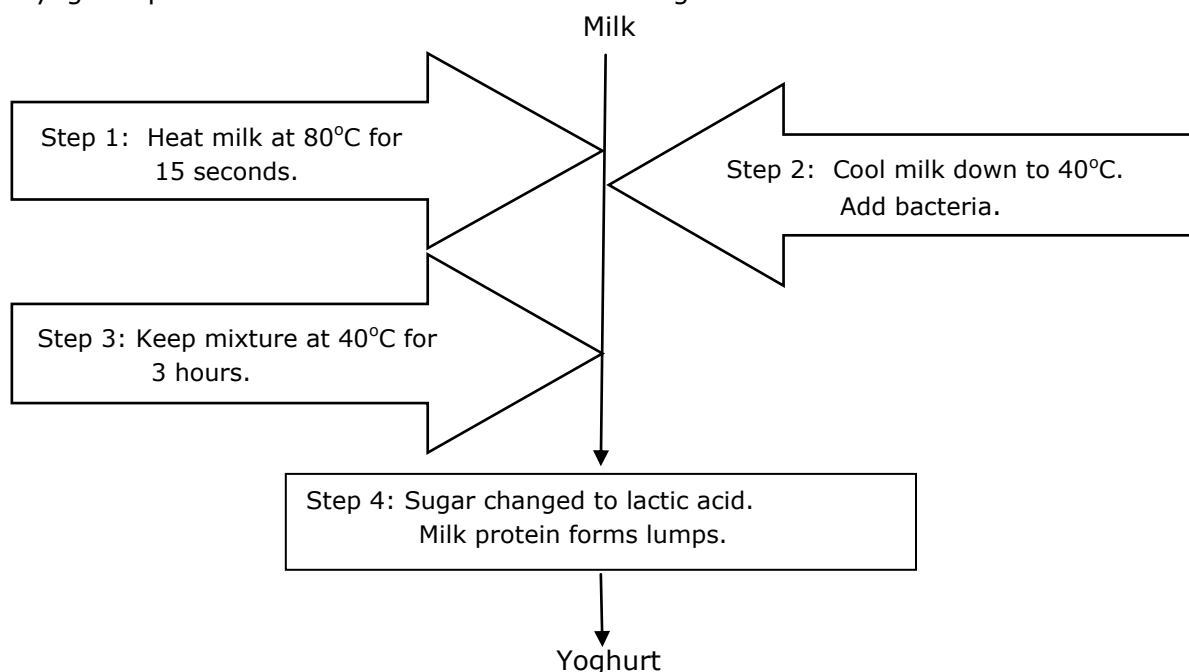 Milk
Step 1: Heat milk at 80°C for
15 seconds.
Step 2: Cool milk down to 40°C.
Add bacteria.
Step 3: Keep mixture at 40°C for
3 hours.
Step 4: Sugar changed to lactic acid.
Milk protein forms lumps.
Yoghurt